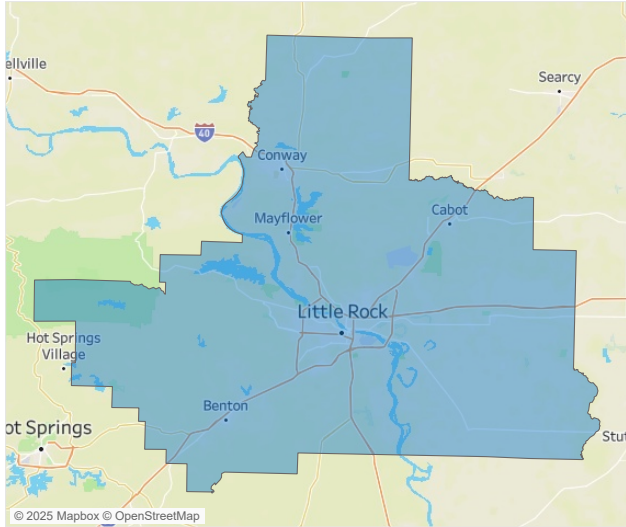 ellville
Searcy
40
Conway
Mayflower
Cabot
Little Rock
Hot Springs
Village
Benton
ot Springs
Stut
© 2025 Mapbox © OpenStreetMap